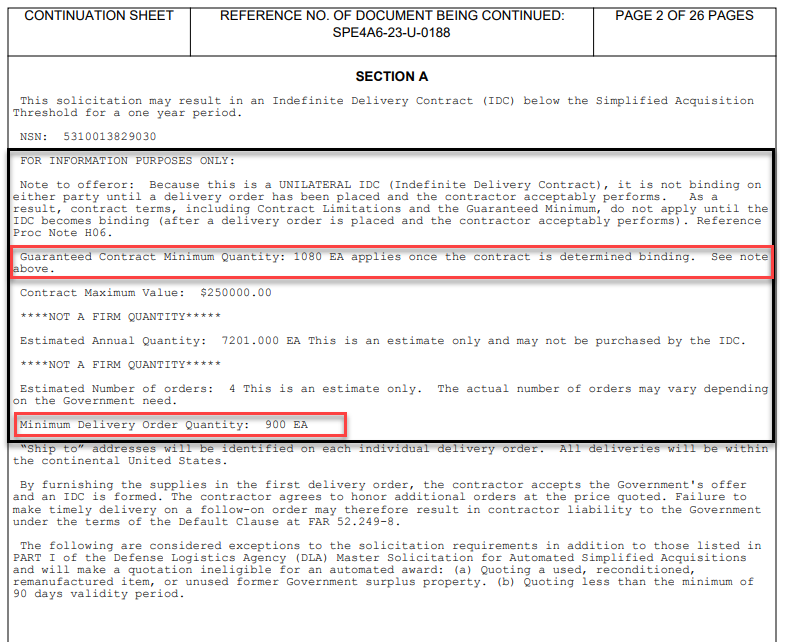 CONTINUATION SHEET
REFERENCE NO. OF DOCUMENT BEING CONTINUED:
SPE4A6-23-U-0188
PAGE 2 OF 26 PAGES
SECTION A
This solicitation may result in an Indefinite Delivery Contract (IDC) below the Simplified Acquisition
Threshold for a one year period.
NSN: 5310013829030
FOR INFORMATION PURPOSES ONLY:
Note to offeror: Because this is a UNILATERAL IDC (Indefinite Delivery Contract), it is not binding on
either party until a delivery order has been placed and the contractor acceptably performs. As a
result, contract terms, including Contract Limitations and the Guaranteed Minimum, do not apply until the
IDC becomes binding (after a delivery order is placed and the contractor acceptably performs). Reference
Proc Note H06.
Guaranteed Contract Minimum Quantity: 1080 EA applies once the contract is determined binding. See note
above.
Contract Maximum Value: $250000.00
****NOT A FIRM QUANTITY*****
Estimated Annual Quantity: 7201.000 EA This is an estimate only and may not be purchased by the IDC.
****NOT A FIRM QUANTITY*****
Estimated Number of orders: 4 This is an estimate only. The actual number of orders may vary depending
on the Government need.
Minimum Delivery Order Quantity: 900 EA
“Ship to” addresses will be identified on each individual delivery order. All deliveries will be within
the continental United States.
By furnishing the supplies in the first delivery order, the contractor accepts the Government's offer
and an IDC is formed. The contractor agrees to honor additional orders at the price quoted. Failure to
make timely delivery on a follow-on order may therefore result in contractor liability to the Government
under the terms of the Default Clause at FAR 52.249-8.
The following are considered exceptions to the solicitation requirements in addition to those listed in
PART I of the Defense Logistics Agency (DLA) Master Solicitation for Automated Simplified Acquisitions
and will make a quotation ineligible for an automated award: (a) Quoting a used, reconditioned,
remanufactured item, or unused former Government surplus property. (b) Quoting less than the minimum of
90 days validity period.